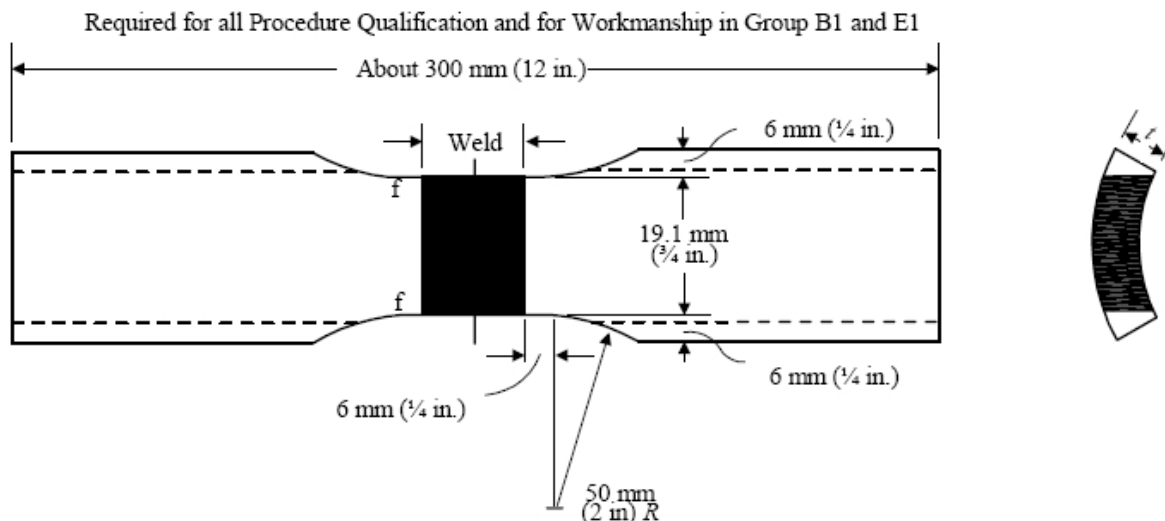 Required for all Procedure Qualification and for Workmanship in Group B1 and E1
About 300 mm (12 in.)
Weld
6 mm (¼ in.)
t
f
19.1 mm
(¾ in.)
f
6 mm (¼ in.)
6 mm (¼ in.)
50 mm
(2 in) R